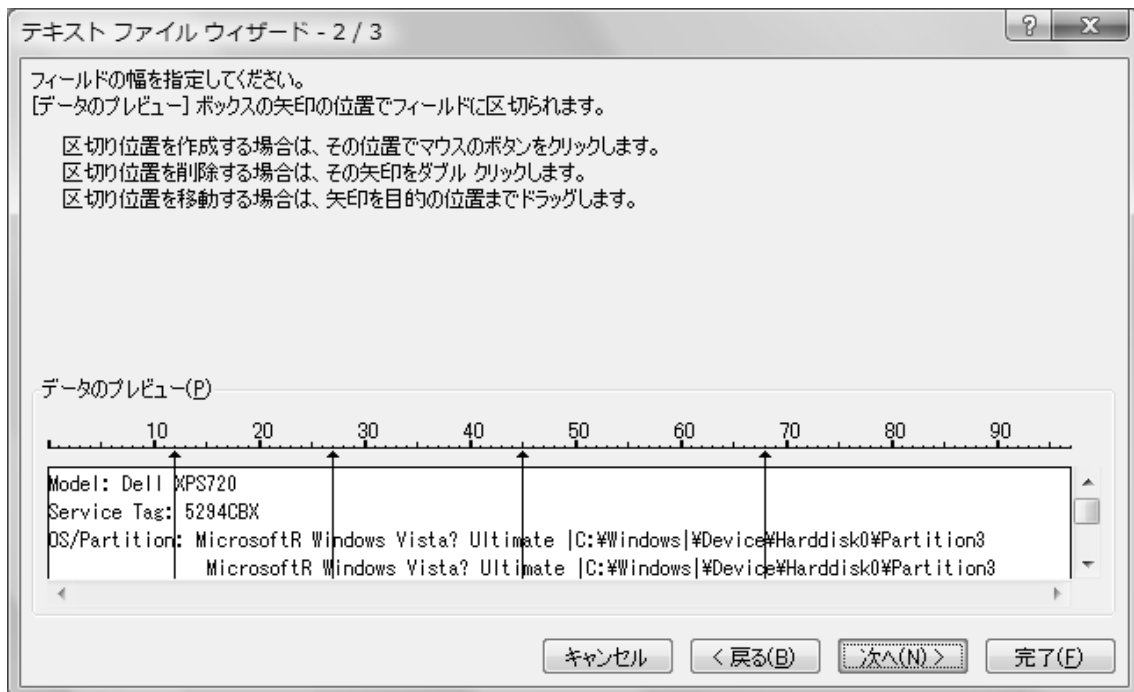 テキスト ファイル ウィザード - 2 / 3
? X
フィールドの幅を指定してください。
[データのプレビュー] ボックスの矢印の位置でフィールドに区切られます。
区切り位置を作成する場合は、その位置でマウスのボタンをクリックします。
区切り位置を削除する場合は、その矢印をダブル クリックします。
区切り位置を移動する場合は、矢印を目的の位置までドラッグします。
データのプレビュー(P)
10 20 30 40 50 60 70 80 90
Model: Dell XPS720
Service Tag: 5294CBX
OS/Partition: MicrosoftR Windows Vista? Ultimate |C:¥Windows|¥Device¥Harddisk0¥Partition3
MicrosoftR Windows Vista? Ultimate |C:¥Windows|¥Device¥Harddisk0¥Partition3
キャンセル < 戻る(B) 次へ(N) > 完了(F)